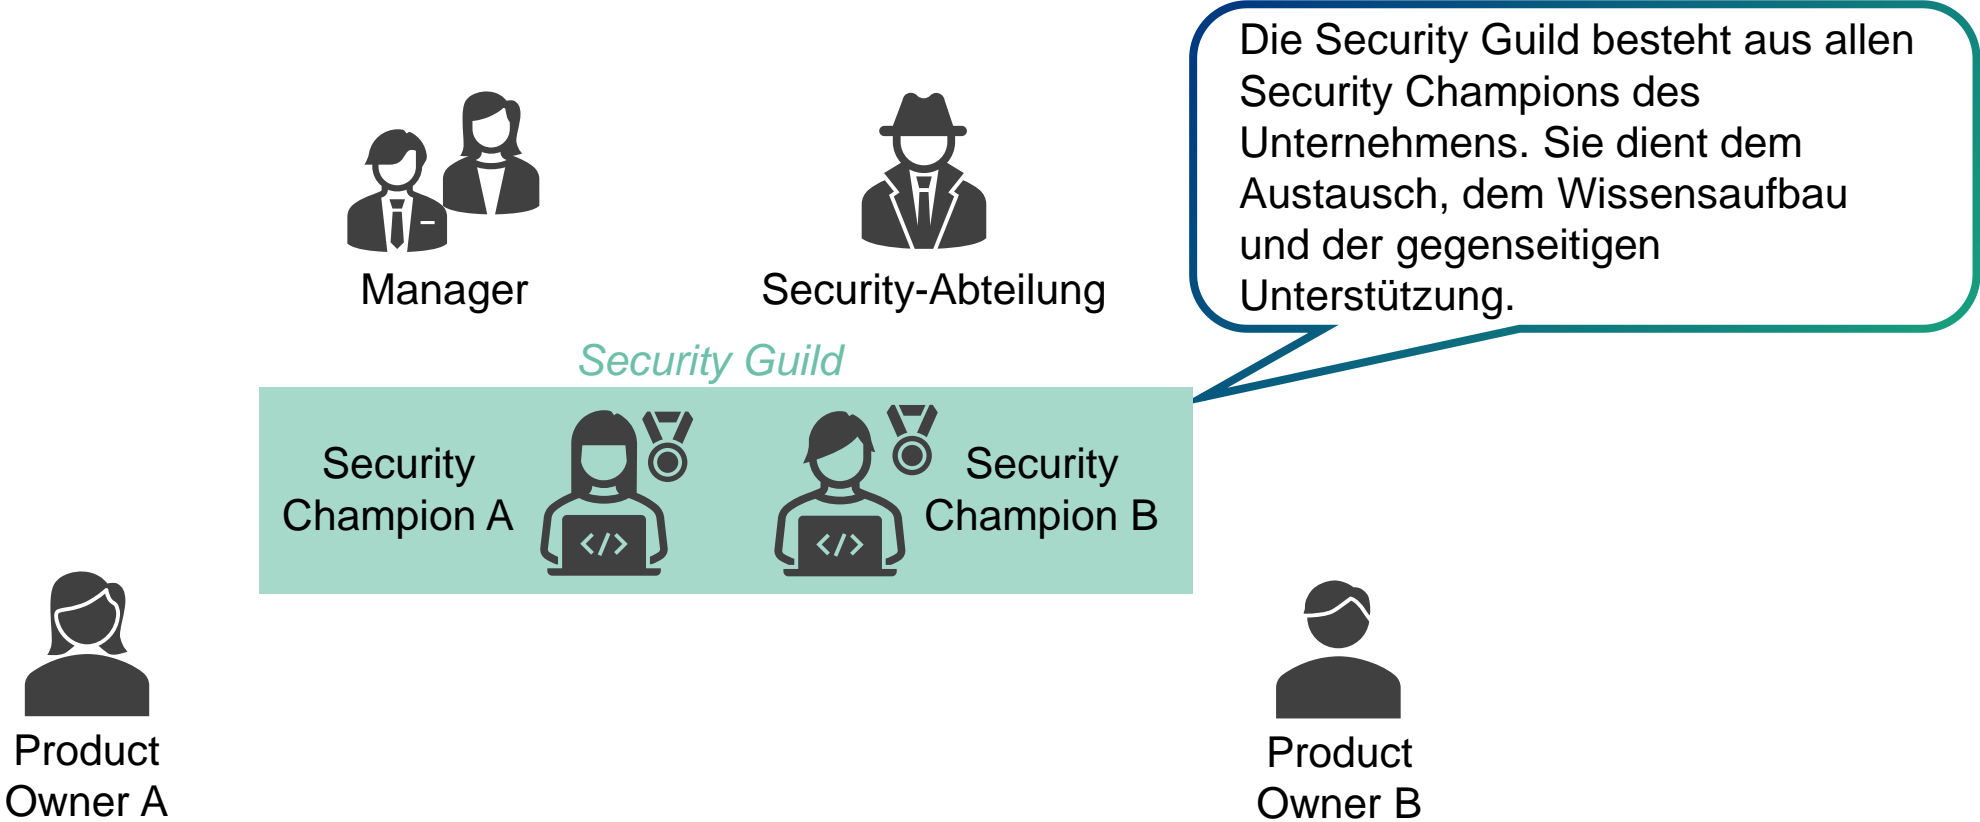 Die Security Guild besteht aus allen
Security Champions des
Unternehmens. Sie dient dem
Austausch, dem Wissensaufbau
und der gegenseitigen
Unterstützung.
Manager
Security-Abteilung
Security Guild
Security
Champion A
</>
</>
Security
Champion B
Product
Owner A
Product
Owner B